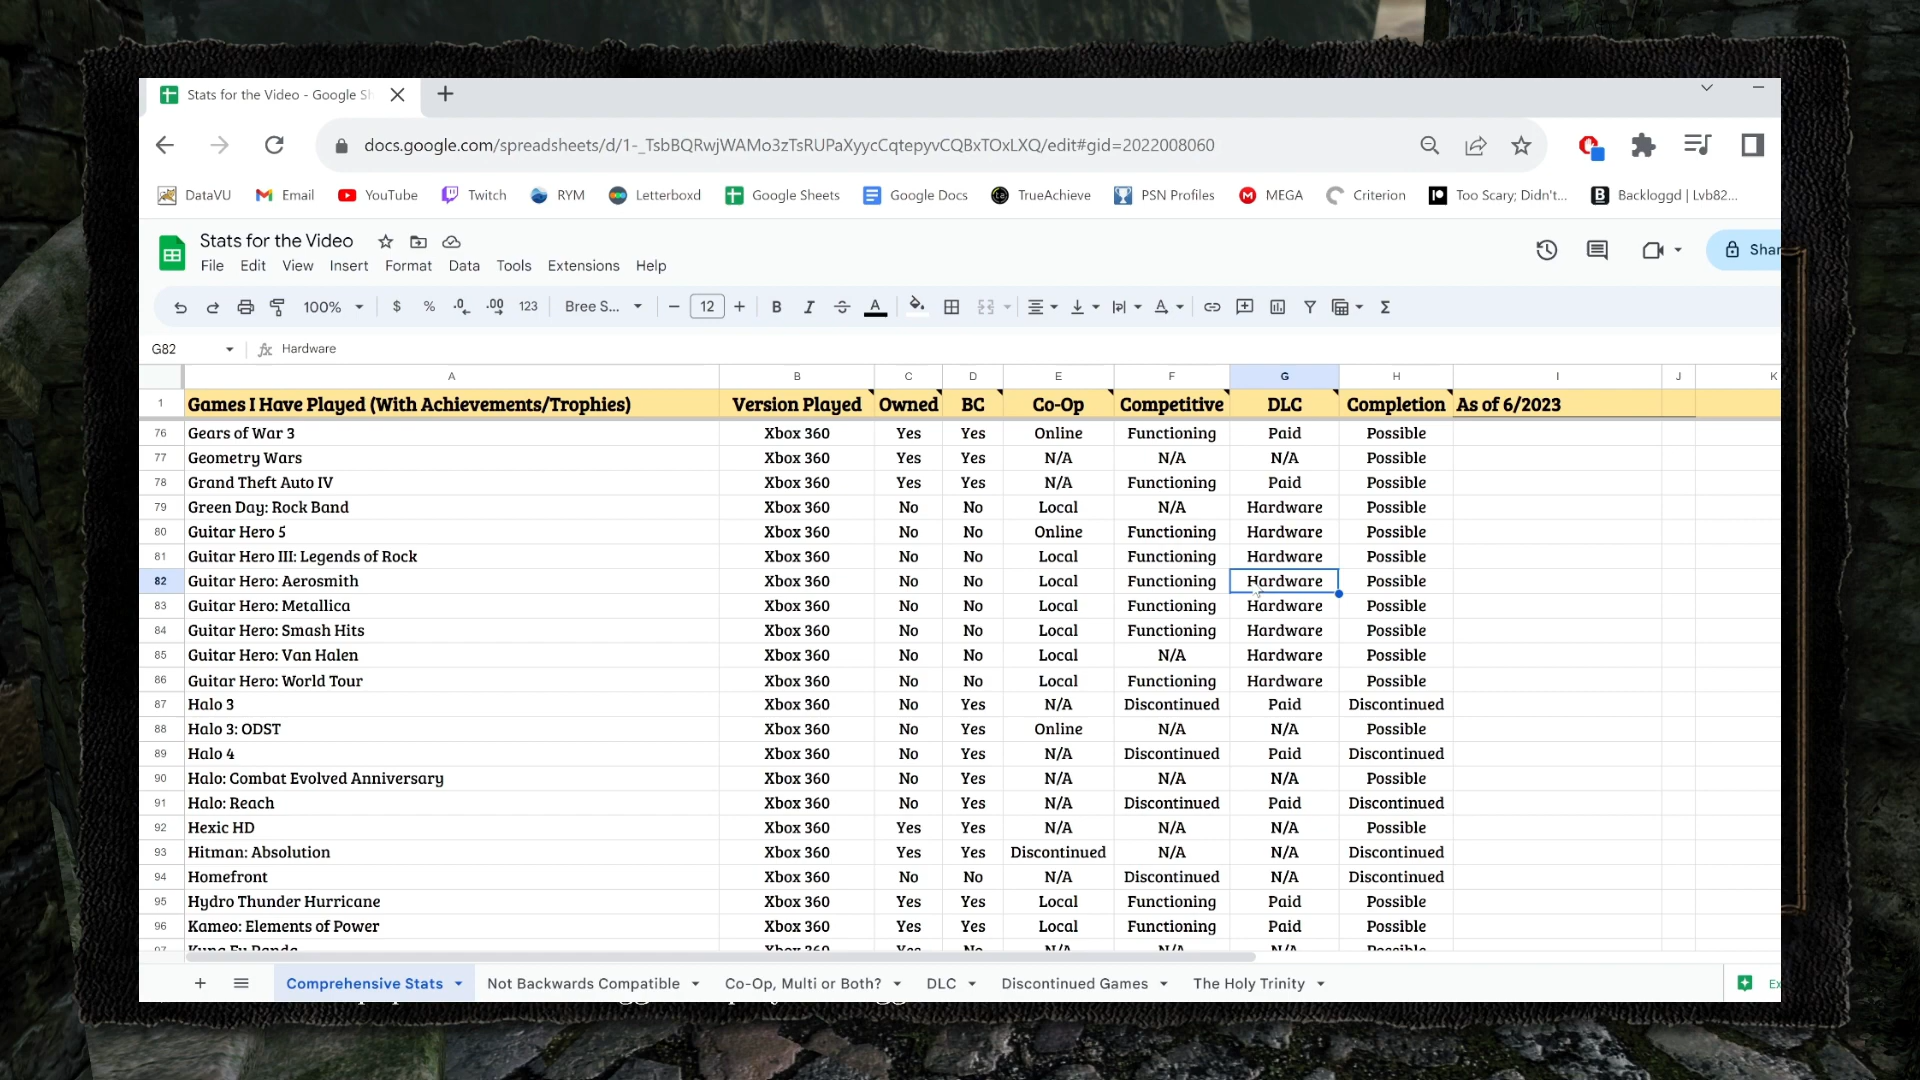 Stats for the Video - Google Sh
docs.google.com/spreadsheets/d/1-_TsbBQRwjWAMo3zTsRUPaXyycCqtepyvCQBxTOxLXQ/edit#gid=2022008060
DataVU Email YouTube Twitch RYM Letterboxd Google Sheets Google Docs TrueAchieve PSN Profiles MEGA Criterion Too Scary; Didn't... Backloggd | Lvb82...
Stats for the Video
Shar
File Edit View Insert Format Data Tools Extensions Help
100% $ % .0 .00 123 Bree S... − 12 + B I A
G82 fx Hardware
A B C D E F G H I J K
1 Games I Have Played (With Achievements/Trophies) Version Played Owned BC Co-Op Competitive DLC Completion As of 6/2023
76 Gears of War 3 Xbox 360 Yes Yes Online Functioning Paid Possible
77 Geometry Wars Xbox 360 Yes Yes N/A N/A N/A Possible
78 Grand Theft Auto IV Xbox 360 Yes Yes N/A Functioning Paid Possible
79 Green Day: Rock Band Xbox 360 No No Local N/A Hardware Possible
80 Guitar Hero 5 Xbox 360 No No Online Functioning Hardware Possible
81 Guitar Hero III: Legends of Rock Xbox 360 No No Local Functioning Hardware Possible
82 Guitar Hero: Aerosmith Xbox 360 No No Local Functioning Hardware Possible
83 Guitar Hero: Metallica Xbox 360 No No Local Functioning Hardware Possible
84 Guitar Hero: Smash Hits Xbox 360 No No Local Functioning Hardware Possible
85 Guitar Hero: Van Halen Xbox 360 No No Local N/A Hardware Possible
86 Guitar Hero: World Tour Xbox 360 No No Local Functioning Hardware Possible
87 Halo 3 Xbox 360 No Yes N/A Discontinued Paid Discontinued
88 Halo 3: ODST Xbox 360 No Yes Online N/A N/A Possible
89 Halo 4 Xbox 360 No Yes N/A Discontinued Paid Discontinued
90 Halo: Combat Evolved Anniversary Xbox 360 No Yes N/A N/A N/A Possible
91 Halo: Reach Xbox 360 No Yes N/A Discontinued Paid Discontinued
92 Hexic HD Xbox 360 Yes Yes N/A N/A N/A Possible
93 Hitman: Absolution Xbox 360 Yes Yes Discontinued N/A N/A Discontinued
94 Homefront Xbox 360 No No N/A Discontinued N/A Discontinued
95 Hydro Thunder Hurricane Xbox 360 Yes Yes Local Functioning Paid Possible
96 Kameo: Elements of Power Xbox 360 Yes Yes Local Functioning Paid Possible
97 Kung Fu Panda Xbox 360 Yes No N/A N/A N/A Possible
Comprehensive Stats Not Backwards Compatible Co-Op, Multi or Both? DLC Discontinued Games The Holy Trinity Ex